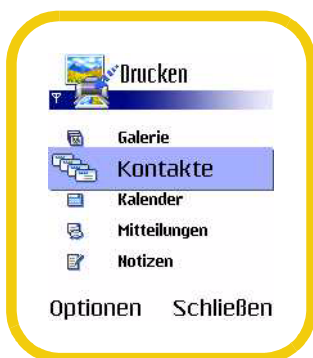 Drucken
Galerie
Kontakte
Kalender
Mitteilungen
Notizen
Optionen Schließen